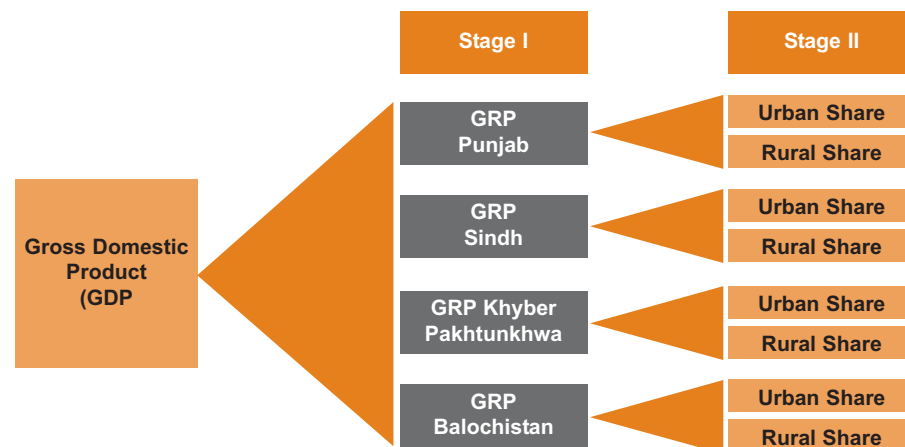 Stage I
Stage II
Gross Domestic
Product
(GDP
GRP
Punjab
Urban Share
Rural Share
GRP
Sindh
Urban Share
Rural Share
GRP Khyber
Pakhtunkhwa
Urban Share
Rural Share
GRP
Balochistan
Urban Share
Rural Share